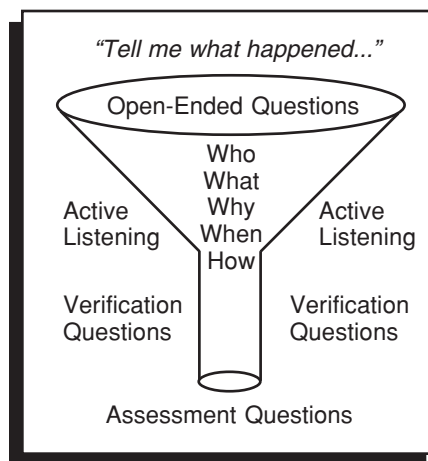 “Tell me what happened...”
Open-Ended Questions
Who
What
Why
When
How
Active
Listening
Active
Listening
Verification
Questions
Verification
Questions
Assessment Questions